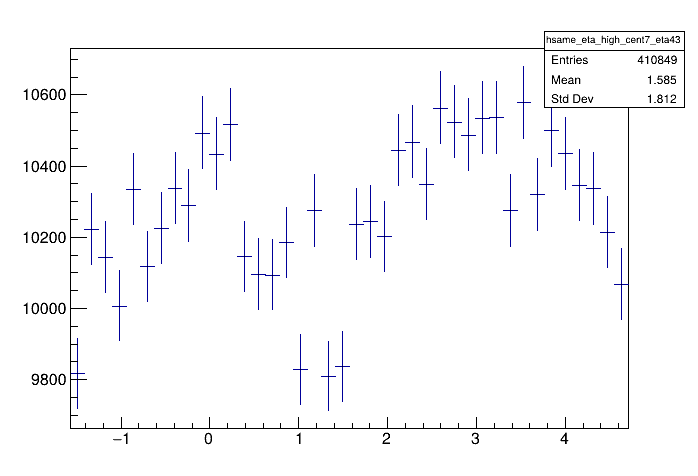 hsame_eta_high_cent7_eta43
Entries 410849
Mean 1.585
Std Dev 1.812
10600
10400
10200
10000
9800
−1 0 1 2 3 4